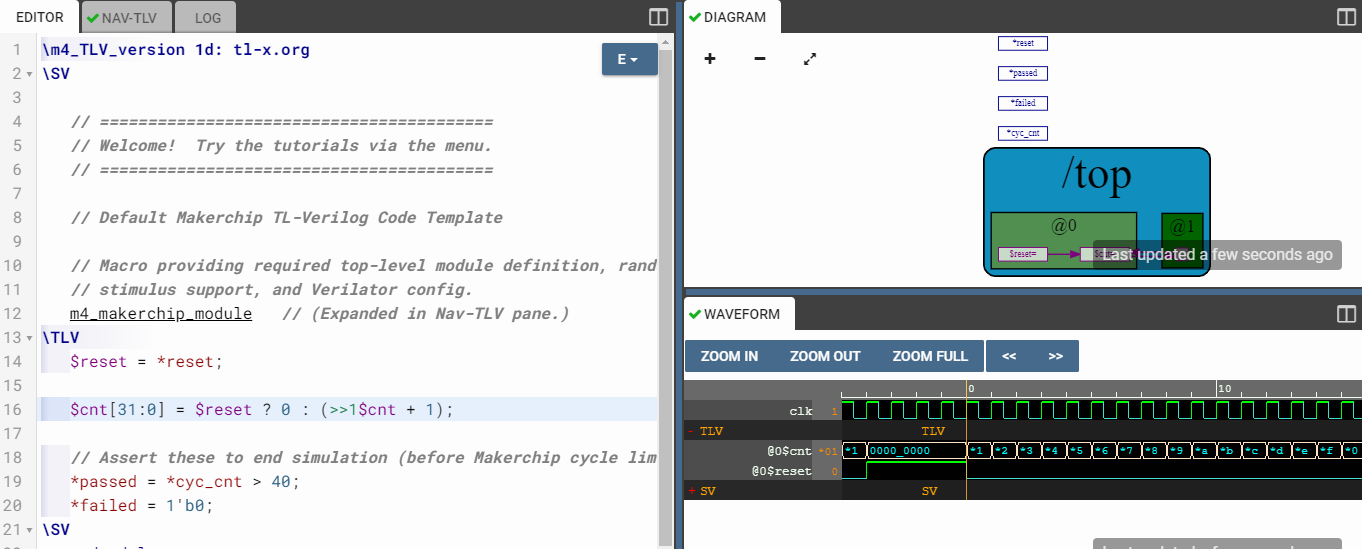 EDITOR
NAV-TLV
LOG
1 \m4_TLV_version 1d: tl-x.org
2 \SV
3
4 // =========================================
5 // Welcome!  Try the tutorials via the menu.
6 // =========================================
7
8 // Default Makerchip TL-Verilog Code Template
9
10 // Macro providing required top-level module definition, rand
11 // stimulus support, and Verilator config.
12 m4_makerchip_module   // (Expanded in Nav-TLV pane.)
13 \TLV
14 $reset = *reset;
15
16 $cnt[31:0] = $reset ? 0 : (>>1$cnt + 1);
17
18 // Assert these to end simulation (before Makerchip cycle lim
19 *passed = *cyc_cnt > 40;
20 *failed = 1'b0;
21 \SV
E
DIAGRAM
*reset
*passed
*failed
*cyc_cnt
/top
@0
@1
$reset=
Last updated a few seconds ago
WAVEFORM
ZOOM IN
ZOOM OUT
ZOOM FULL
<<
>>
0 10
clk 1
- TLV TLV
@0$cnt *01 *1 0000_0000 *1 *2 *3 *4 *5 *6 *7 *8 *9 *a *b *c *d *e *f *0
@0$reset 0
+ SV SV